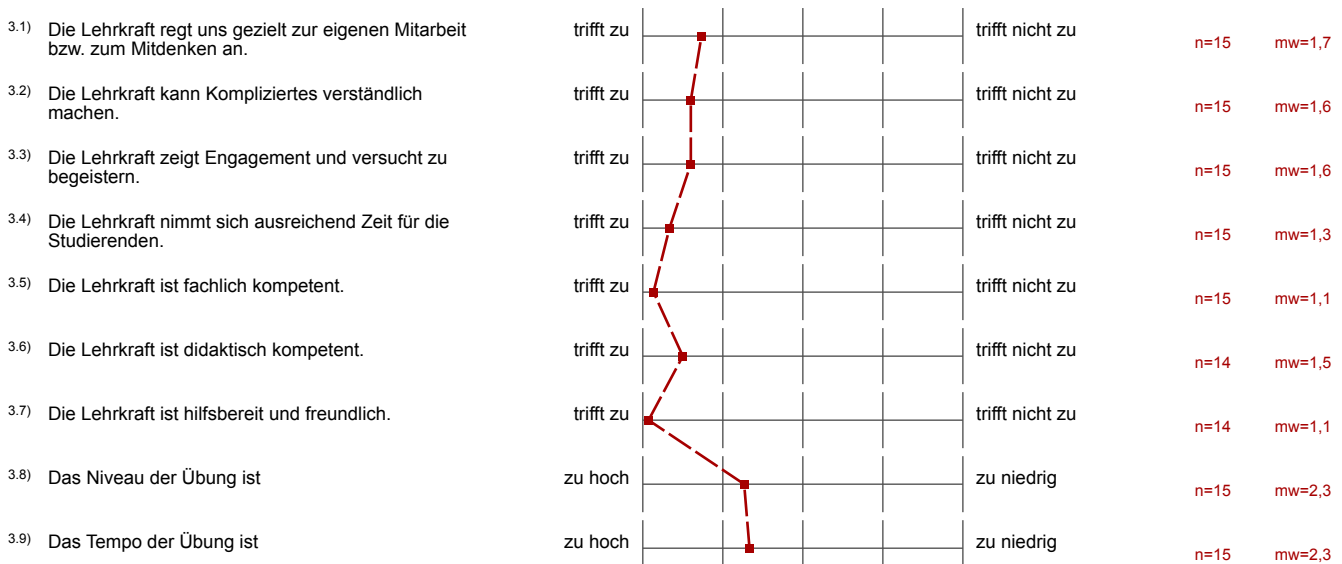 3.1) Die Lehrkraft regt uns gezielt zur eigenen Mitarbeit
bzw. zum Mitdenken an.
trifft zu trifft nicht zu n=15 mw=1,7
3.2) Die Lehrkraft kann Kompliziertes verständlich
machen.
trifft zu trifft nicht zu n=15 mw=1,6
3.3) Die Lehrkraft zeigt Engagement und versucht zu
begeistern.
trifft zu trifft nicht zu n=15 mw=1,6
3.4) Die Lehrkraft nimmt sich ausreichend Zeit für die
Studierenden.
trifft zu trifft nicht zu n=15 mw=1,3
3.5) Die Lehrkraft ist fachlich kompetent. trifft zu trifft nicht zu n=15 mw=1,1
3.6) Die Lehrkraft ist didaktisch kompetent. trifft zu trifft nicht zu n=14 mw=1,5
3.7) Die Lehrkraft ist hilfsbereit und freundlich. trifft zu trifft nicht zu n=14 mw=1,1
3.8) Das Niveau der Übung ist zu hoch zu niedrig n=15 mw=2,3
3.9) Das Tempo der Übung ist zu hoch zu niedrig n=15 mw=2,3